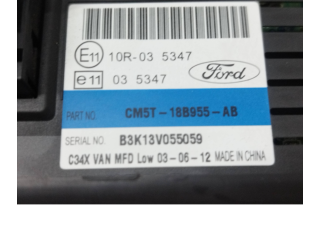 E11 10R-03 5347
e11 03 5347
Ford
PART NO. CM5T-18B955-AB
SERIAL NO. B3K13V055059
C34X VAN MFD Low 03-06-12 MADE IN CHINA